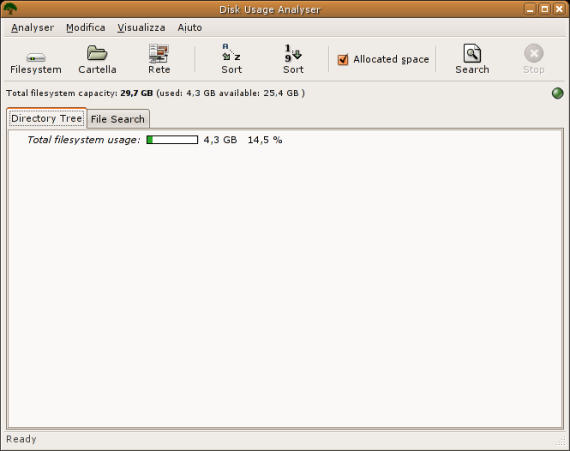 Disk Usage Analyser
Analyser Modifica Visualizza Aiuto
Filesystem Cartella Rete Sort Sort Allocated space Search Stop
Total filesystem capacity: 29,7 GB (used: 4,3 GB available: 25,4 GB )
Directory Tree File Search
Total filesystem usage: 4,3 GB 14,5 %
Ready